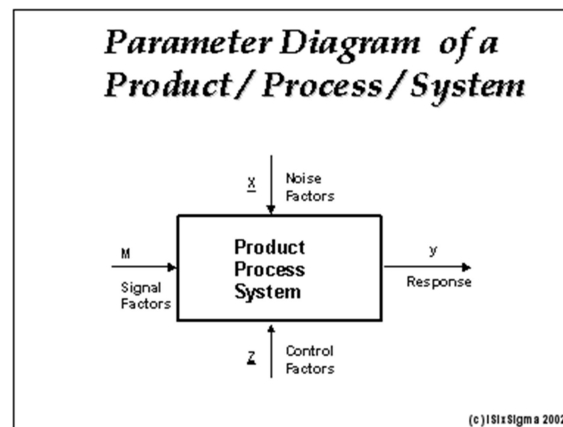 Parameter Diagram of a
Product/ Process/ System
X
Noise
Factors
M
Signal
Factors
Product
Process
System
y
Response
Z
Control
Factors
(c) iSixSigma 2002